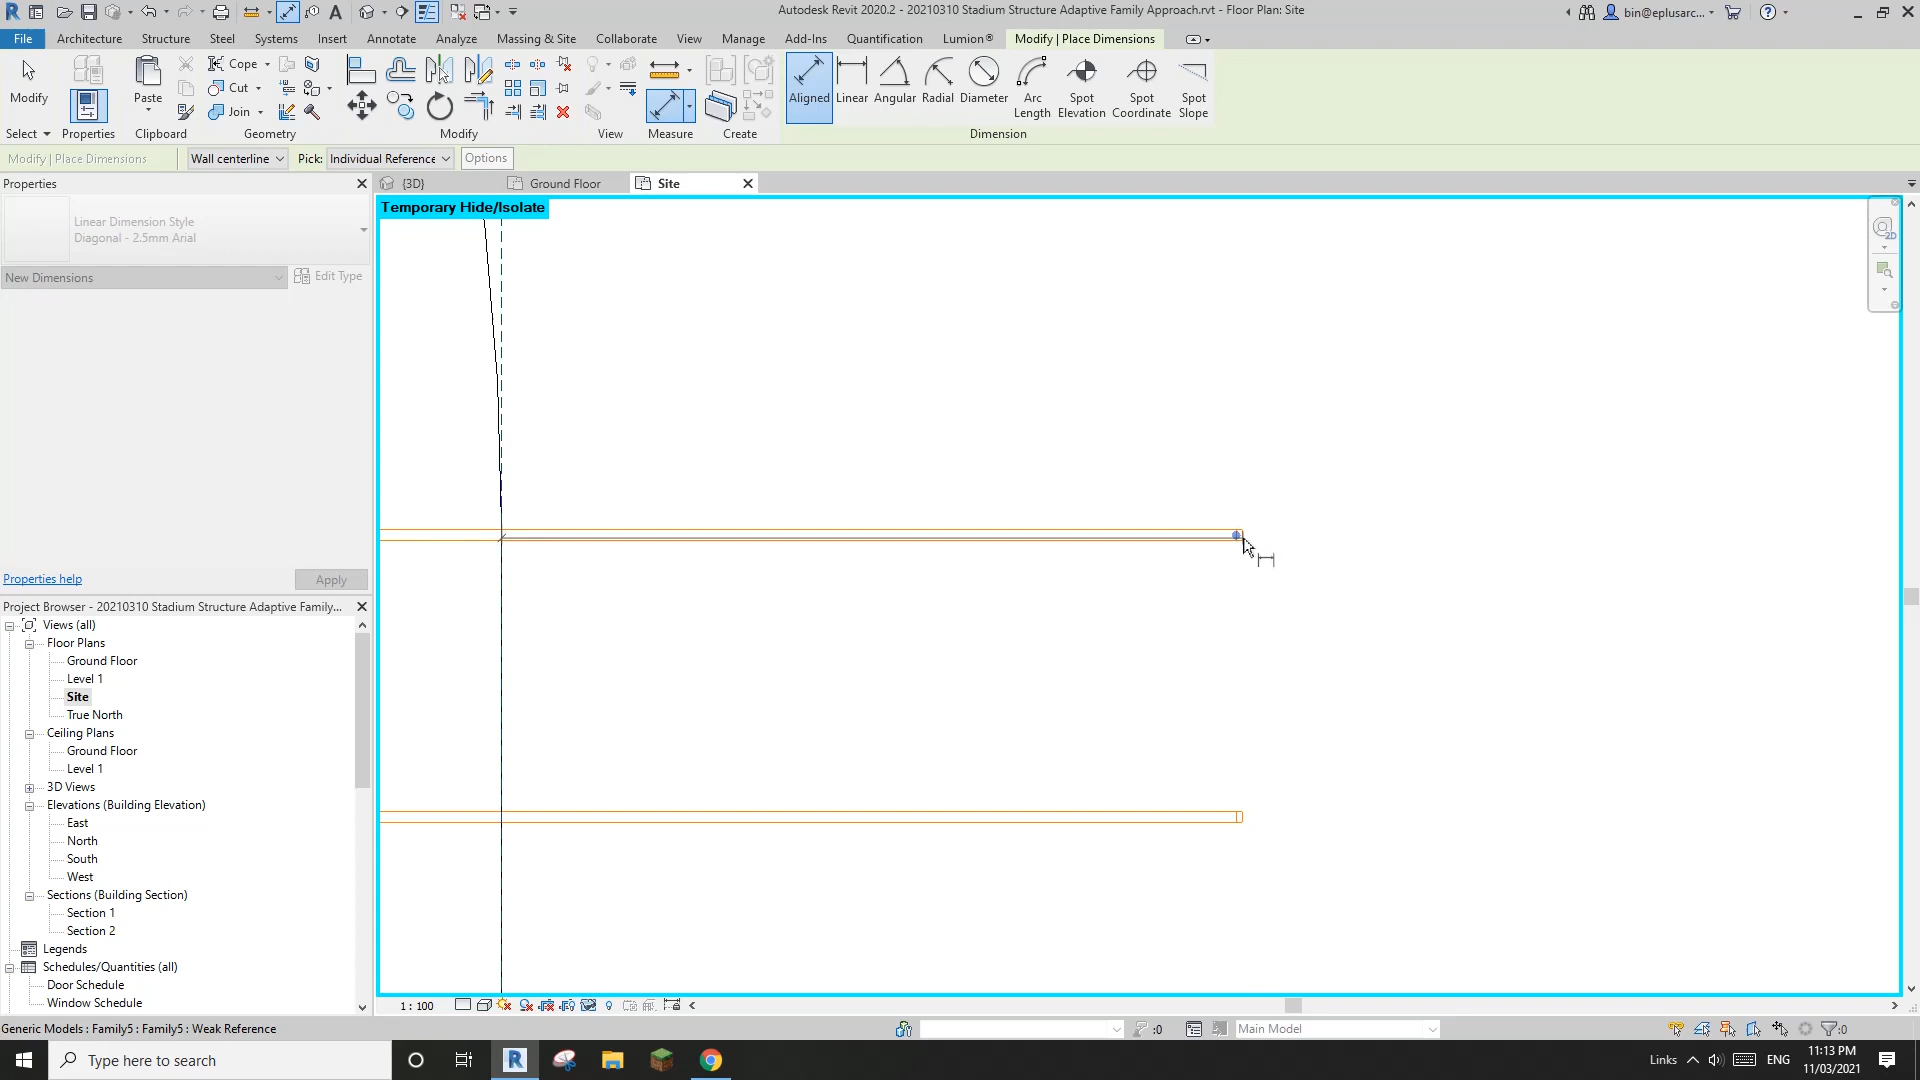 Autodesk Revit 2020.2 - 20210310 Stadium Structure Adaptive Family Approach.rvt - Floor Plan: Site
bin@eplusarc...
File Architecture Structure Steel Systems Insert Annotate Analyze Massing & Site Collaborate View Manage Add-Ins Quantification Lumion® Modify | Place Dimensions
Modify
Paste
Cope
Cut
Join
Aligned Linear Angular Radial Diameter Arc Length Spot Elevation Spot Coordinate Spot Slope
Select Properties Clipboard Geometry Modify View Measure Create Dimension
Modify | Place Dimensions Wall centerline Pick: Individual Reference Options
Properties
{3D} Ground Floor Site
Temporary Hide/Isolate
Linear Dimension Style
Diagonal - 2.5mm Arial
New Dimensions Edit Type
2D
Properties help Apply
Project Browser - 20210310 Stadium Structure Adaptive Family...
Views (all)
Floor Plans
Ground Floor
Level 1
Site
True North
Ceiling Plans
Ground Floor
Level 1
3D Views
Elevations (Building Elevation)
East
North
South
West
Sections (Building Section)
Section 1
Section 2
Legends
Schedules/Quantities (all)
Door Schedule
Window Schedule
1 : 100
Generic Models : Family5 : Family5 : Weak Reference
:0
Main Model
:0
Type here to search
Links
ENG
11:13 PM
11/03/2021